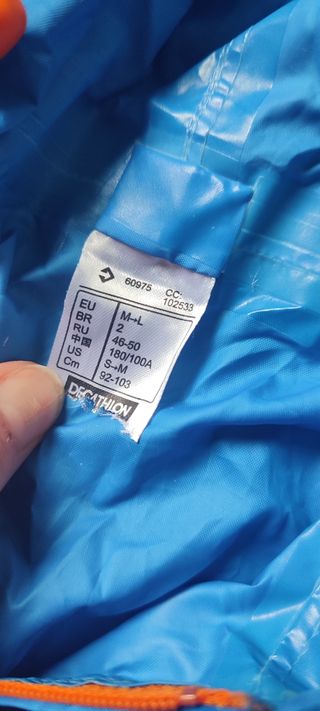 60975 CC: 102533
EU M→L
BR 2
RU 46-50
中国 180/100A
US S→M
Cm 92-103
DECATHLON